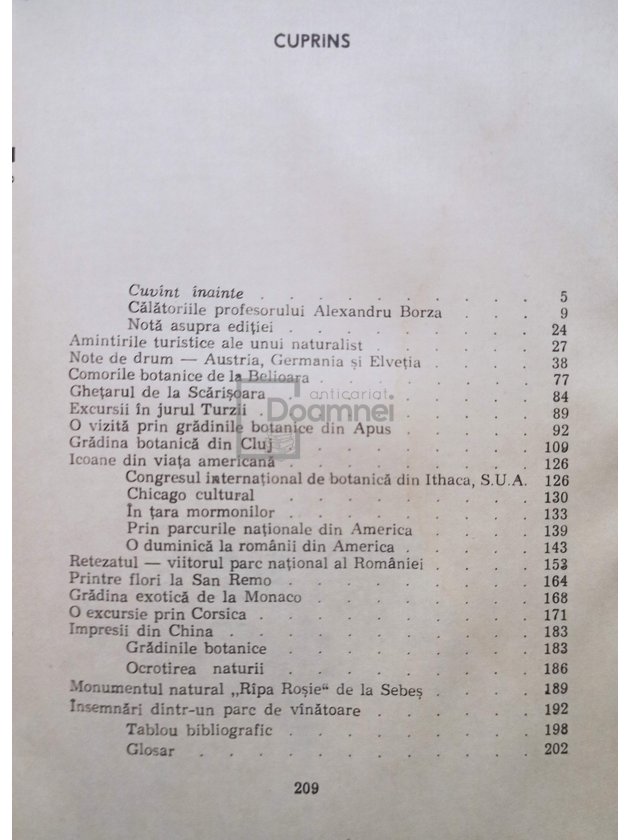 CUPRINS
Cuvînt înainte . . . . . . . . . . 5
Călătoriile profesorului Alexandru Borza . . . 9
Notă asupra ediției . . . . . . . . . 24
Amintirile turistice ale unui naturalist . . . . . . 27
Note de drum — Austria, Germania și Elveția . . . . 38
Comorile botanice de la Belioara . . . . . . . 77
Ghețarul de la Scărișoara . . . . . . . . 84
Excursii în jurul Turzii . . . . . . . . . 89
O vizită prin grădinile botanice din Apus . . . . . 92
Grădina botanică din Cluj . . . . . . . . 109
Icoane din viața americană . . . . . . . . 126
Congresul internațional de botanică din Ithaca, S.U.A. 126
Chicago cultural . . . . . . . . . 130
În țara mormonilor . . . . . . . . 133
Prin parcurile naționale din America . . . . 139
O duminică la românii din America . . . . . 143
Retezatul — viitorul parc național al României . . . . 153
Printre flori la San Remo . . . . . . . . 164
Grădina exotică de la Monaco . . . . . . . 168
O excursie prin Corsica . . . . . . . . . 171
Impresii din China . . . . . . . . . . 183
Grădinile botanice . . . . . . . . 183
Ocrotirea naturii . . . . . . . . . 186
Monumentul natural „Rîpa Roșie“ de la Sebeș . . . . 189
Însemnări dintr-un parc de vînătoare . . . . . . 192
Tablou bibliografic . . . . . . . . 198
Glosar . . . . . . . . . . . 202
209
anticariat
Doamnei